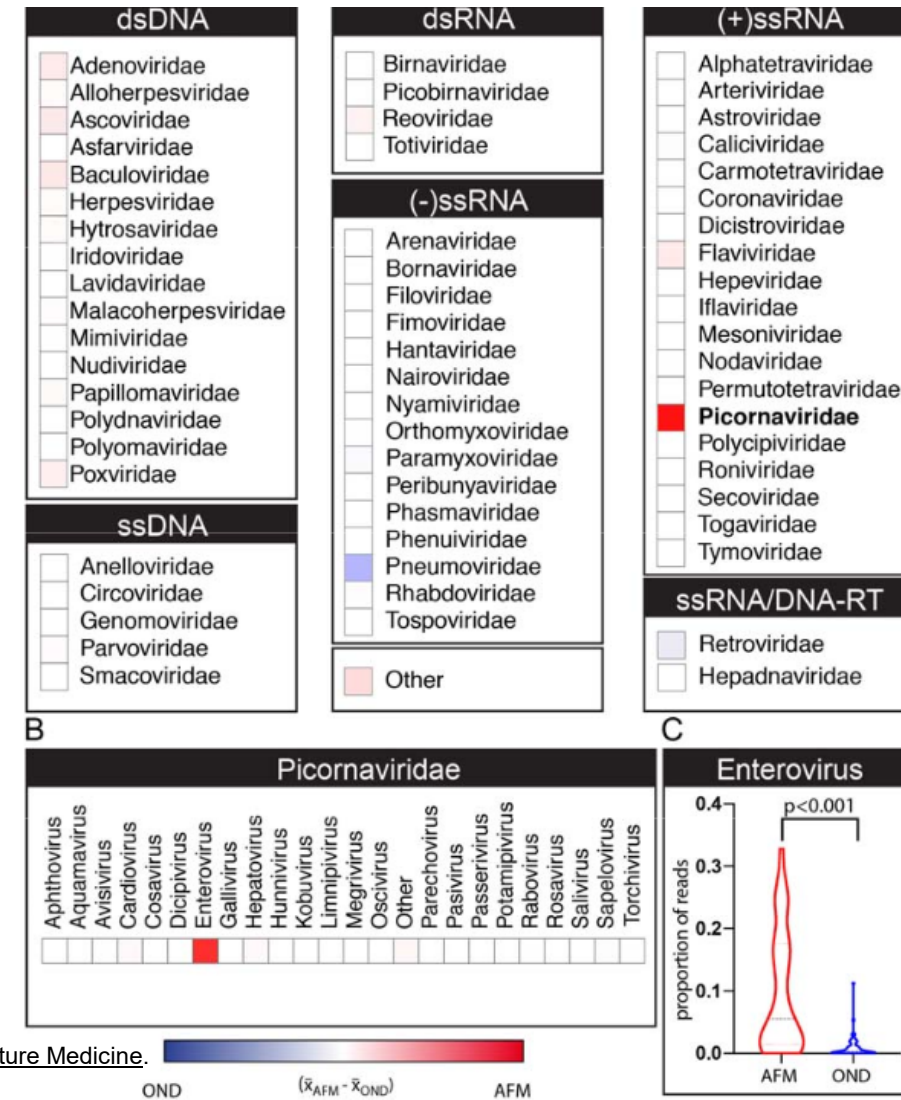 dsDNA
Adenoviridae
Alloherpesviridae
Ascoviridae
Asfarviridae
Baculoviridae
Herpesviridae
Hytrosaviridae
Iridoviridae
Lavidaviridae
Malacoherpesviridae
Mimiviridae
Nudiviridae
Papillomaviridae
Polydnaviridae
Polyomaviridae
Poxviridae
ssDNA
Anelloviridae
Circoviridae
Genomoviridae
Parvoviridae
Smacoviridae
dsRNA
Birnaviridae
Picobirnaviridae
Reoviridae
Totiviridae
(-)ssRNA
Arenaviridae
Bornaviridae
Filoviridae
Fimoviridae
Hantaviridae
Nairoviridae
Nyamiviridae
Orthomyxoviridae
Paramyxoviridae
Peribunyaviridae
Phasmaviridae
Phenuiviridae
Pneumoviridae
Rhabdoviridae
Tospoviridae
Other
(+)ssRNA
Alphatetraviridae
Arteriviridae
Astroviridae
Caliciviridae
Carmotetraviridae
Coronaviridae
Dicistroviridae
Flaviviridae
Hepeviridae
Iflaviridae
Mesoniviridae
Nodaviridae
Permutotetraviridae
Picornaviridae
Polycipiviridae
Roniviridae
Secoviridae
Togaviridae
Tymoviridae
ssRNA/DNA-RT
Retroviridae
Hepadnaviridae
B
Picornaviridae
Aphthovirus
Aquamavirus
Avisivirus
Cardiovirus
Cosavirus
Dicipivirus
Enterovirus
Gallivirus
Hepatovirus
Hunnivirus
Kobuvirus
Limnipivirus
Megrivirus
Oscivirus
Other
Parechovirus
Pasivirus
Passerivirus
Potamipivirus
Rabovirus
Rosavirus
Salivirus
Sapelovirus
Torchivirus
C
Enterovirus
p<0.001
proportion of reads
0.4
0.3
0.2
0.1
0.0
AFM OND
ture Medicine.
OND (x̄AFM - x̄OND) AFM